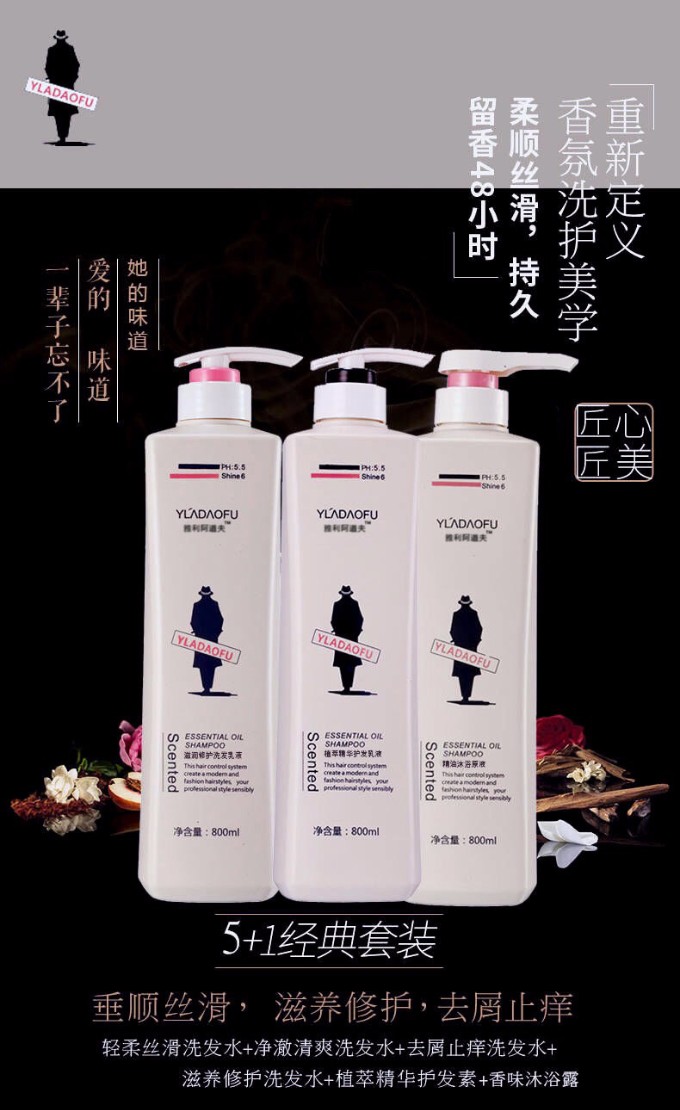 YLADAOFU
重新定义
香氛洗护美学
柔顺丝滑，持久
留香48小时
她的味道
爱的 味道
一辈子忘不了
匠心
匠美
PH:5.5
Shine6
YL'ADAOFU™
雅利阿道夫
YLADAOFU
Scented
ESSENTIAL OIL
SHAMPOO
滋润修护洗发乳液
This hair control system
create a modern and
fashion hairstyles, your
professional style sensibly
净含量:800ml
PH:5.5
Shine6
YL'ADAOFU™
雅利阿道夫
YLADAOFU
Scented
ESSENTIAL OIL
SHAMPOO
植萃精华护发乳液
This hair control system
create a modern and
fashion hairstyles, your
professional style sensibly
净含量:800ml
PH:5.5
Shine6
YL'ADAOFU™
雅利阿道夫
YLADAOFU
Scented
ESSENTIAL OIL
SHAMPOO
精油沐浴原液
This hair control system
create a modern and
fashion hairstyles, your
professional style sensibly
净含量:800ml
5+1经典套装
垂顺丝滑，滋养修护，去屑止痒
轻柔丝滑洗发水+净澈清爽洗发水+去屑止痒洗发水+
滋养修护洗发水+植萃精华护发素+香味沐浴露